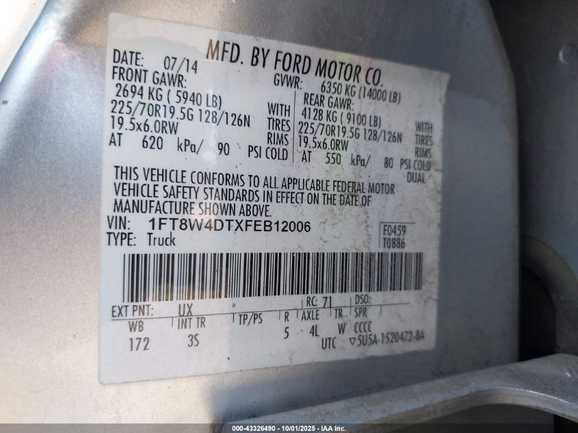 MFD. BY FORD MOTOR CO.
DATE: 07/14 GVWR: 6350 KG (14000 LB)
FRONT GAWR: REAR GAWR:
2694 KG ( 5940 LB) WITH 4128 KG ( 9100 LB) WITH
225/70R19.5G 128/126N TIRES 225/70R19.5G 128/126N TIRES
19.5x6.0RW RIMS 19.5x6.0RW RIMS
AT 620 kPa/ 90 PSI COLD AT 550 kPa/ 80 PSI COLD
DUAL
THIS VEHICLE CONFORMS TO ALL APPLICABLE FEDERAL MOTOR
VEHICLE SAFETY STANDARDS IN EFFECT ON THE DATE OF
MANUFACTURE SHOWN ABOVE.
VIN: 1FT8W4DTXFEB12006 E0459
TYPE: Truck T0886
EXT PNT: UX RC: 71 DSO:
WB INT TR TP/PS R AXLE TR SPR
172 3S 5 4L W CCCC
UTC ▽5U5A-1520472-BA
000-43326490 - 10/01/2025 - IAA Inc.